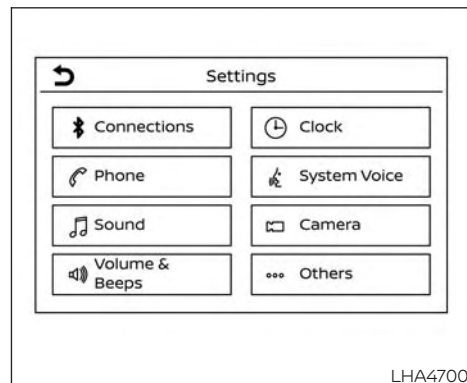 Settings
Connections
Clock
Phone
System Voice
Sound
Camera
Volume &
Beeps
Others
LHA4700